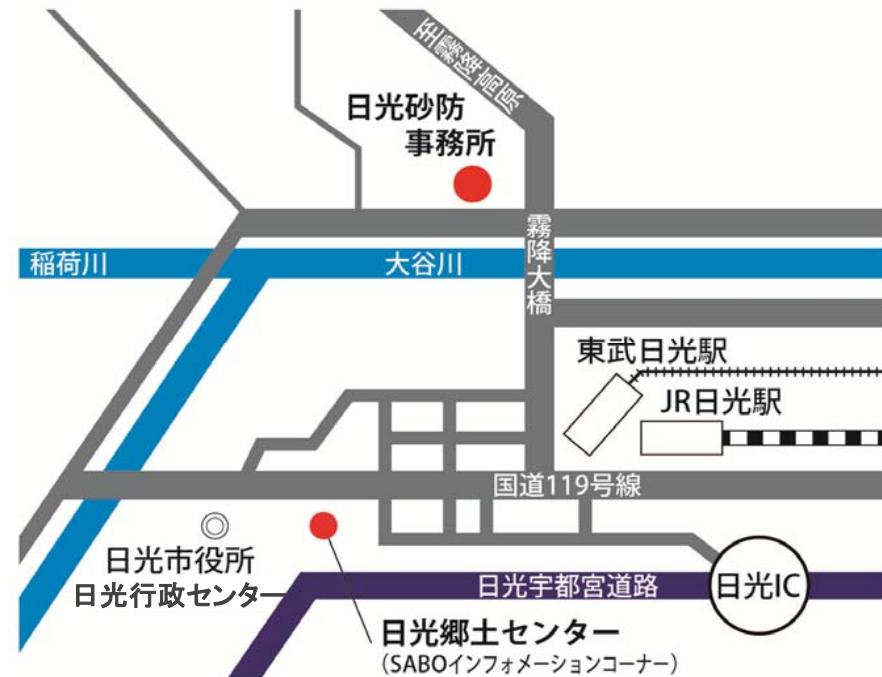 至霧降高原
日光砂防
事務所
霧降大橋
稲荷川
大谷川
東武日光駅
JR日光駅
国道119号線
日光市役所
日光行政センター
日光宇都宮道路
日光IC
日光郷土センター
（SABOインフォメーションコーナー）